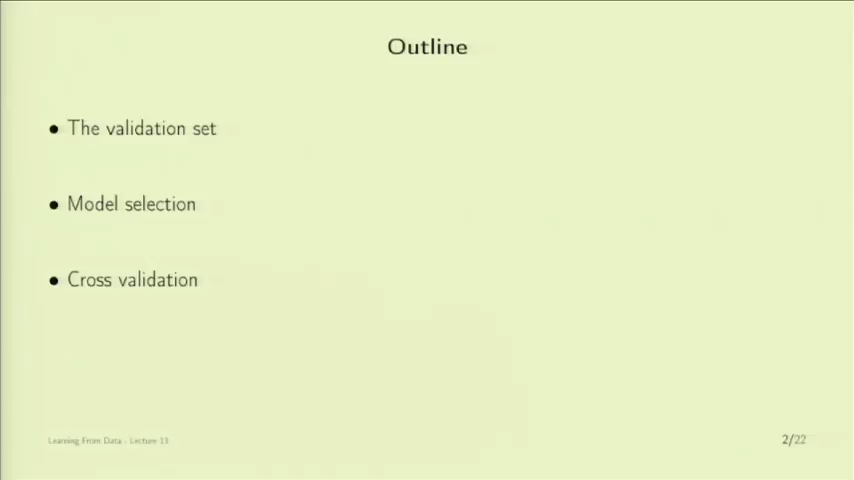 Outline
• The validation set
• Model selection
• Cross validation
Learning From Data - Lecture 13
2/22